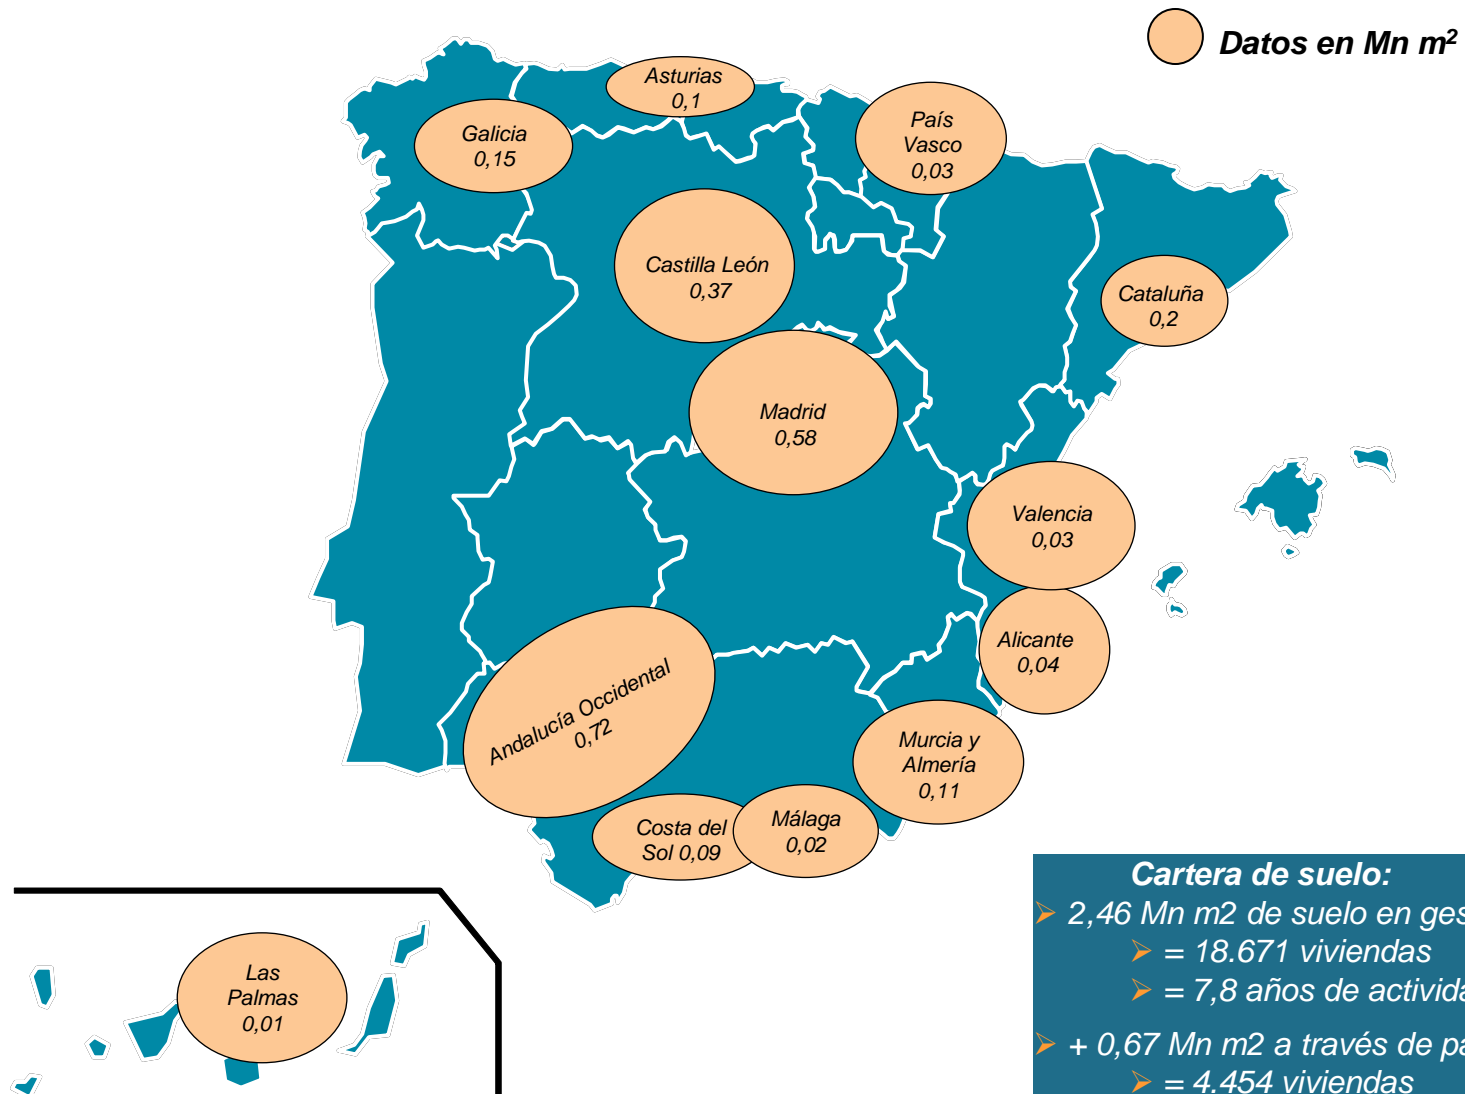 Datos en Mn m²
Asturias
0,1
Galicia
0,15
País
Vasco
0,03
Castilla León
0,37
Cataluña
0,2
Madrid
0,58
Valencia
0,03
Alicante
0,04
Andalucía Occidental
0,72
Murcia y
Almería
0,11
Costa del
Sol 0,09
Málaga
0,02
Las
Palmas
0,01
Cartera de suelo:
2,46 Mn m2 de suelo en ges
= 18.671 viviendas
= 7,8 años de activida
+ 0,67 Mn m2 a través de pa
= 4.454 viviendas